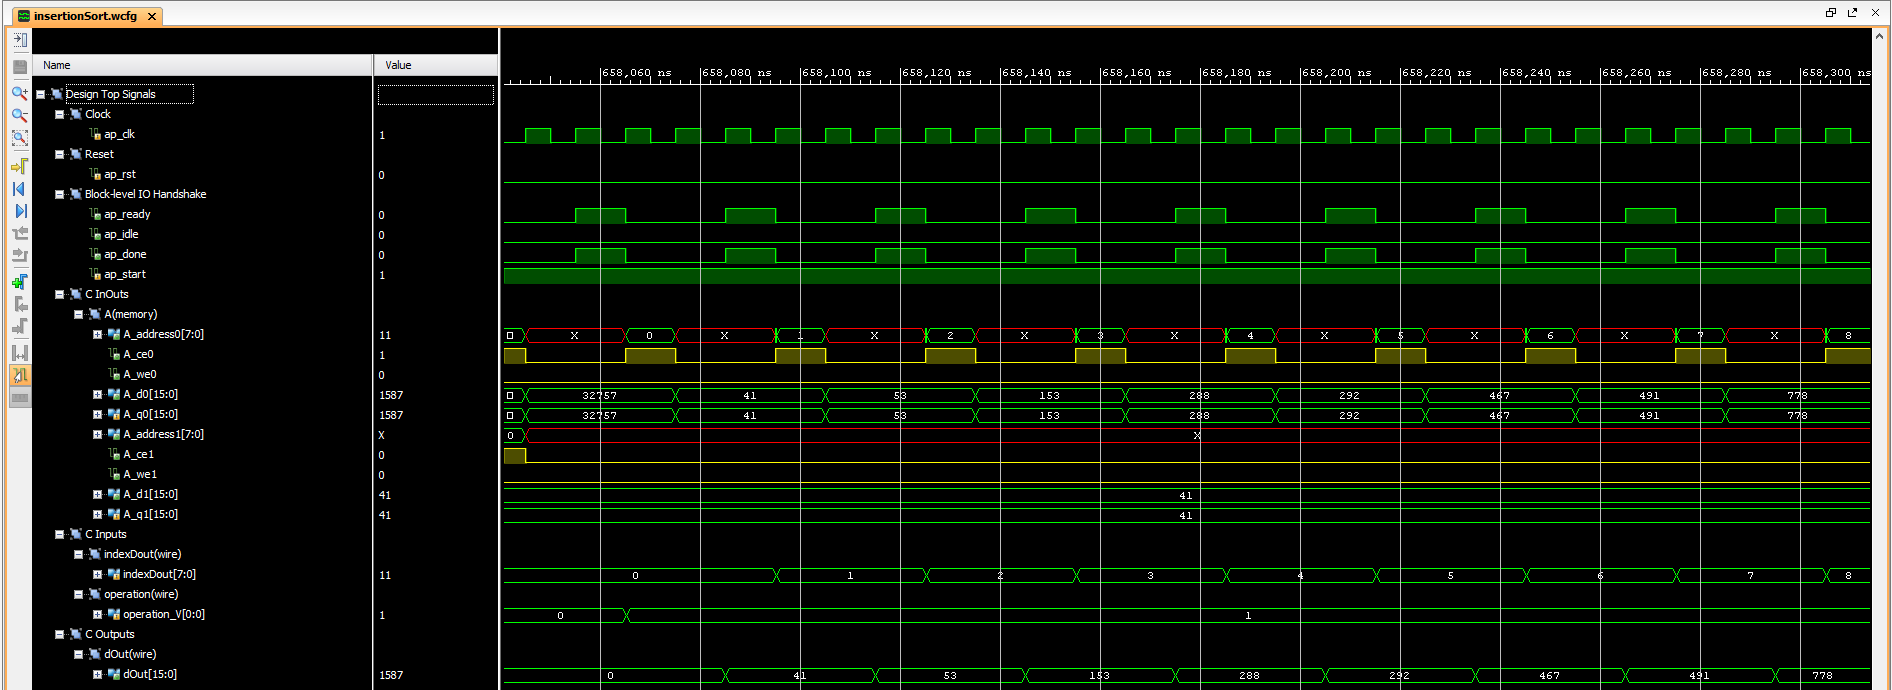 insertionSort.wcfg
Name Value
658,060 ns 658,080 ns 658,100 ns 658,120 ns 658,140 ns 658,160 ns 658,180 ns 658,200 ns 658,220 ns 658,240 ns 658,260 ns 658,280 ns 658,300 ns
Design Top Signals
Clock
ap_clk 1
Reset
ap_rst 0
Block-level IO Handshake
ap_ready 0
ap_idle 0
ap_done 0
ap_start 1
C InOuts
A(memory)
A_address0[7:0] 11 X 0 X 1 X 2 X 3 X 4 X 5 X 6 X 7 X 8
A_ce0 1
A_we0 0
A_d0[15:0] 1587 32757 41 53 153 288 292 467 491 778
A_q0[15:0] 1587 32757 41 53 153 288 292 467 491 778
A_address1[7:0] X 0 X
A_ce1 0
A_we1 0
A_d1[15:0] 41 41
A_q1[15:0] 41 41
C Inputs
indexDout(wire)
indexDout[7:0] 11 0 1 2 3 4 5 6 7 8
operation(wire)
operation_V[0:0] 1 0 1
C Outputs
dOut(wire)
dOut[15:0] 1587 0 41 53 153 288 292 467 491 778